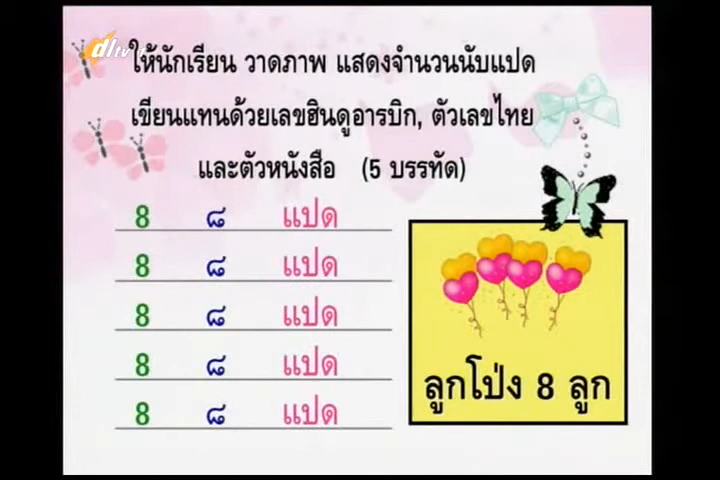 dltv 1
ให้นักเรียน วาดภาพ แสดงจำนวนนับแปด
เขียนแทนด้วยเลขฮินดูอารบิก, ตัวเลขไทย
และตัวหนังสือ (5 บรรทัด)
8 ๘ แปด
8 ๘ แปด
8 ๘ แปด
8 ๘ แปด
8 ๘ แปด
ลูกโป่ง 8 ลูก